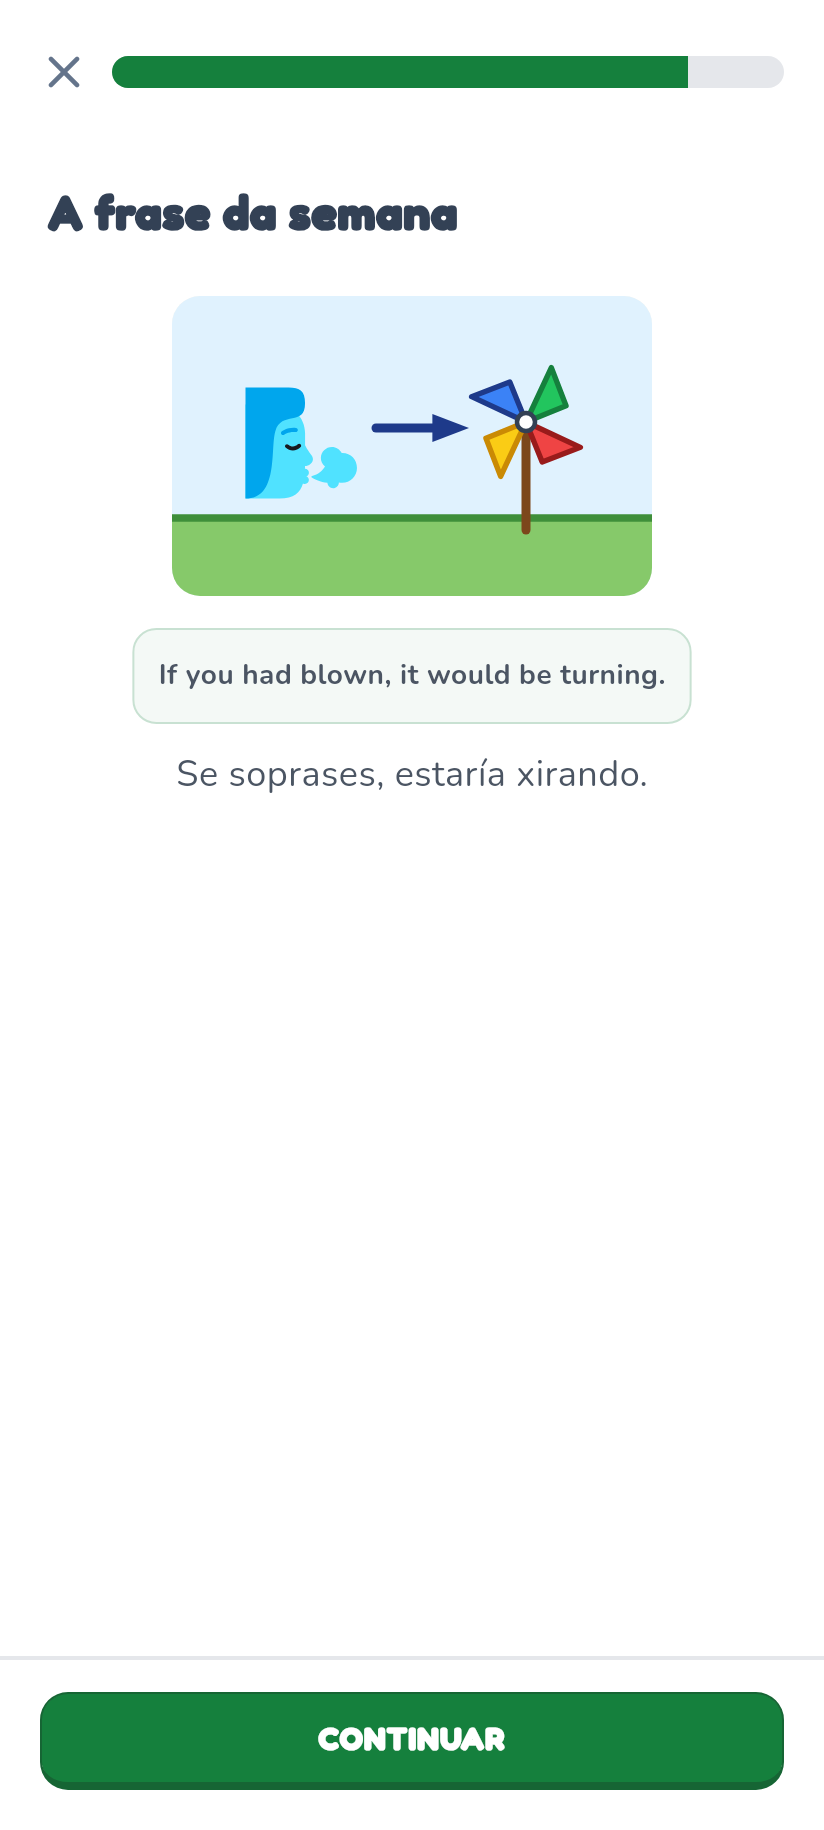 A frase da semana
If you had blown, it would be turning.
Se soprases, estaría xirando.
CONTINUAR